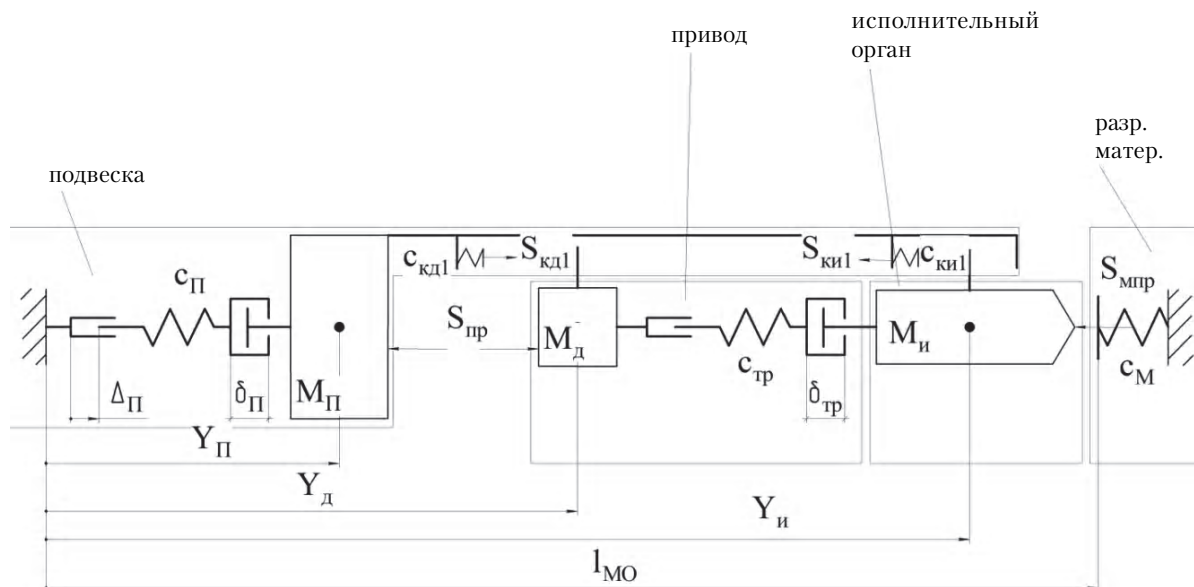 исполнительный
орган
привод
разр.
матер.
подвеска
c_кд1 S_кд1 S_ки1 c_ки1
S_мпр
c_П S_пр
M_П M_д c_тр M_и c_М
Δ_П δ_П δ_тр
Y_П
Y_д
Y_и
l_МО